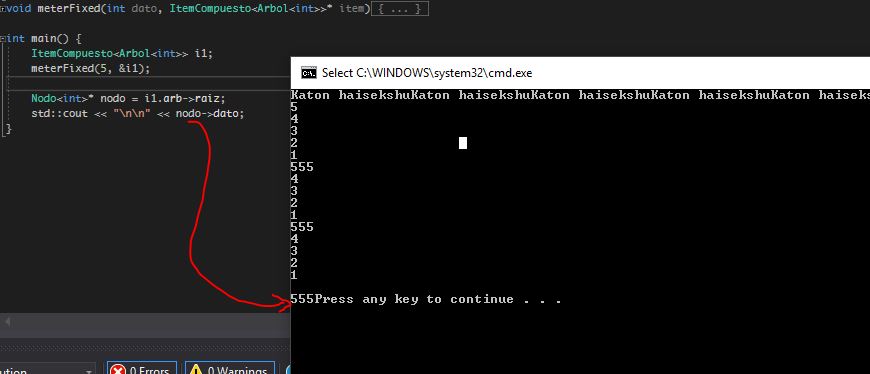 void meterFixed(int dato, ItemCompuesto<Arbol<int>>* item){ ... }
int main() {
ItemCompuesto<Arbol<int>> i1;
meterFixed(5, &i1);
Nodo<int>* nodo = i1.arb->raiz;
std::cout << "\n\n" << nodo->dato;
}
Select C:\WINDOWS\system32\cmd.exe
Katon haisekshuKaton haisekshuKaton haisekshuKaton haisekshuKaton haiseks
5
4
3
2
1
555
4
3
2
1
555
4
3
2
1
555Press any key to continue . . .
0 Errors
0 Warnings